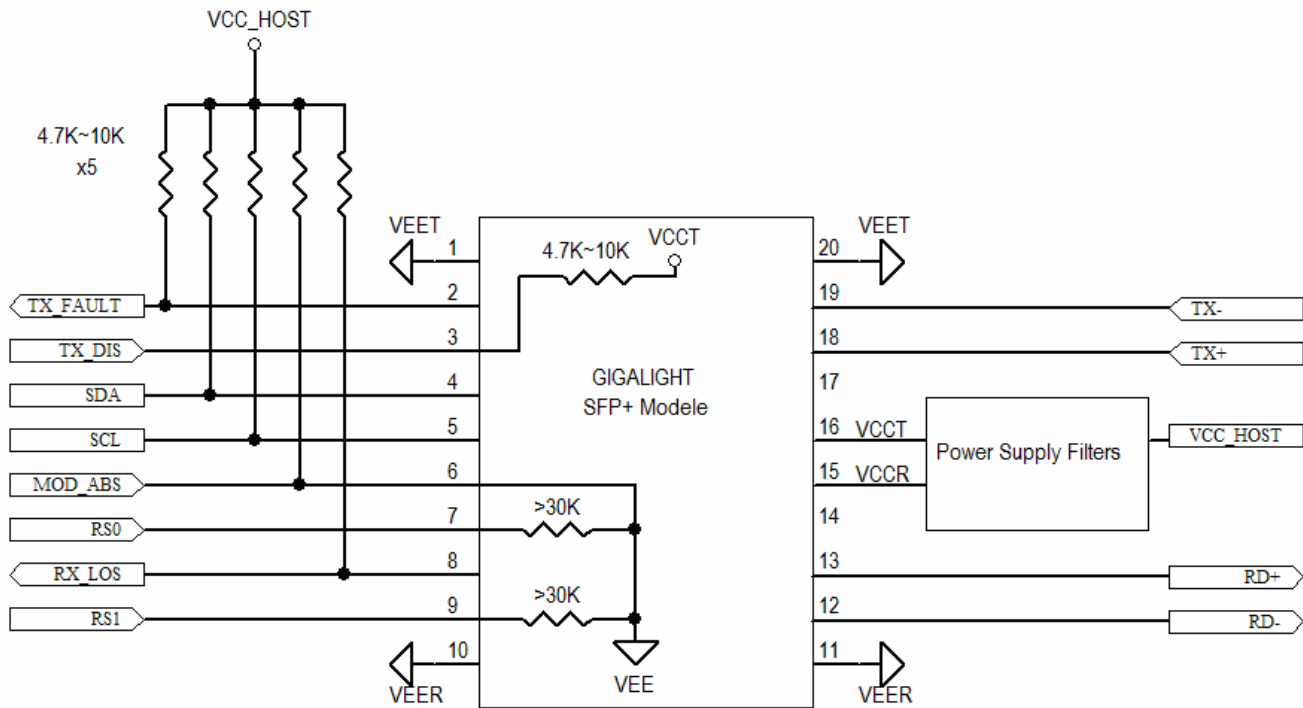 VCC_HOST
4.7K~10K
x5
VEET
1
4.7K~10K
VCCT
20
VEET
TX_FAULT
2
19
TX-
TX_DIS
3
18
TX+
SDA
4
GIGALIGHT
SFP+ Modele
17
SCL
5
16
VCCT
Power Supply Filters
VCC_HOST
MOD_ABS
6
15
VCCR
RS0
7
>30K
14
RX_LOS
8
13
RD+
RS1
9
>30K
12
RD-
10
VEER
VEE
11
VEER